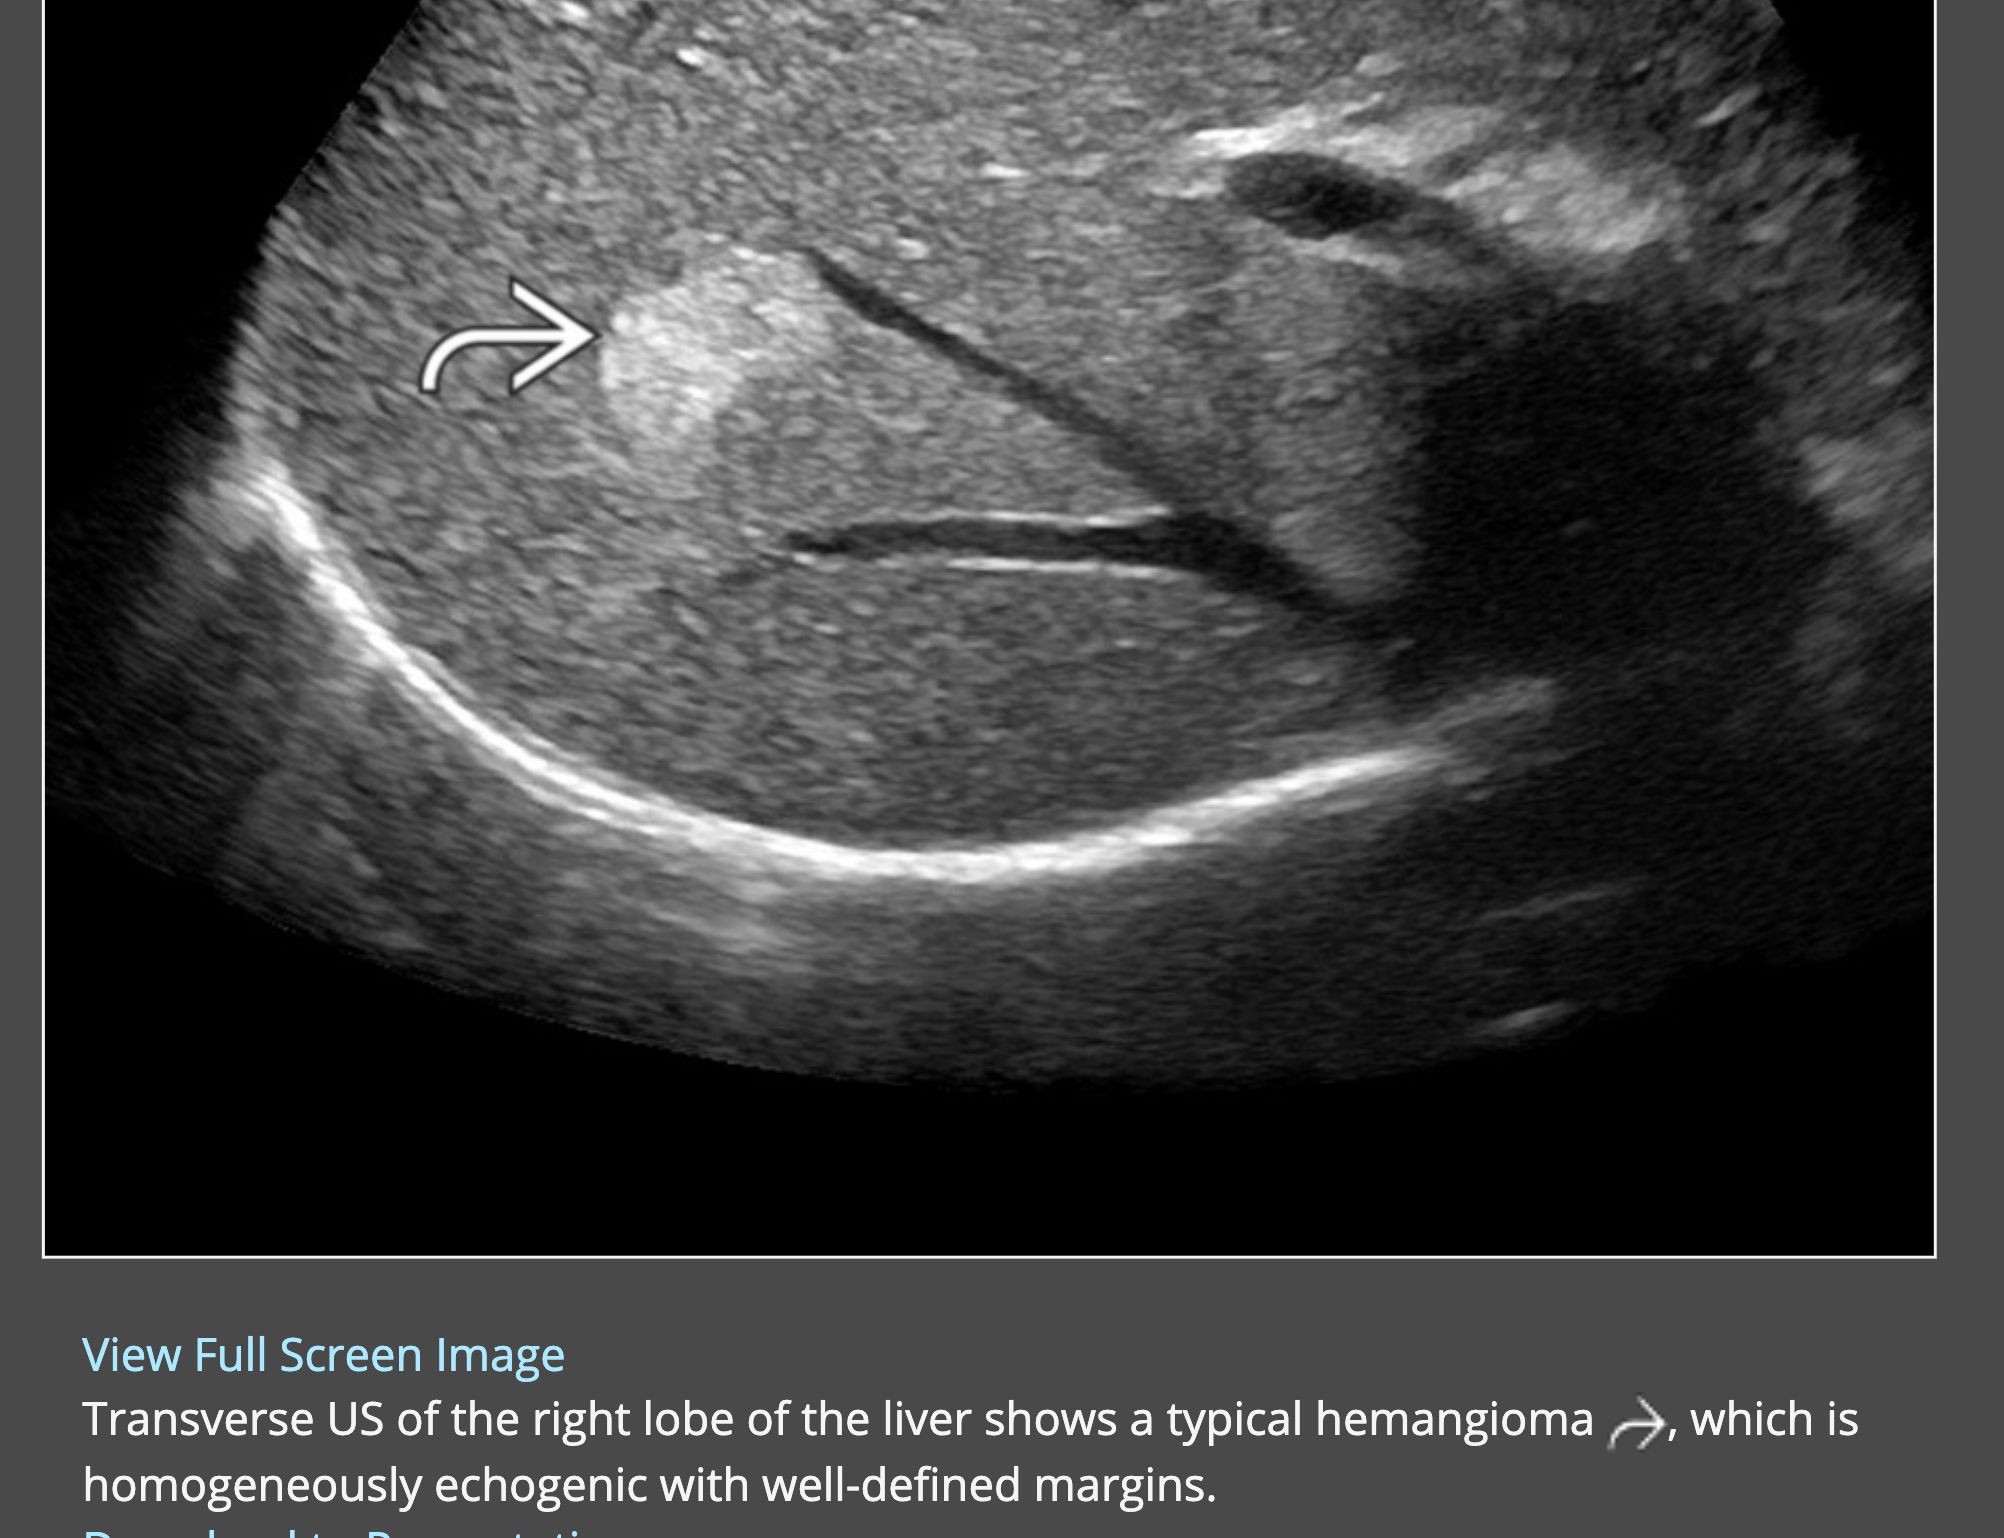 View Full Screen Image
Transverse US of the right lobe of the liver shows a typical hemangioma , which is
homogeneously echogenic with well-defined margins.